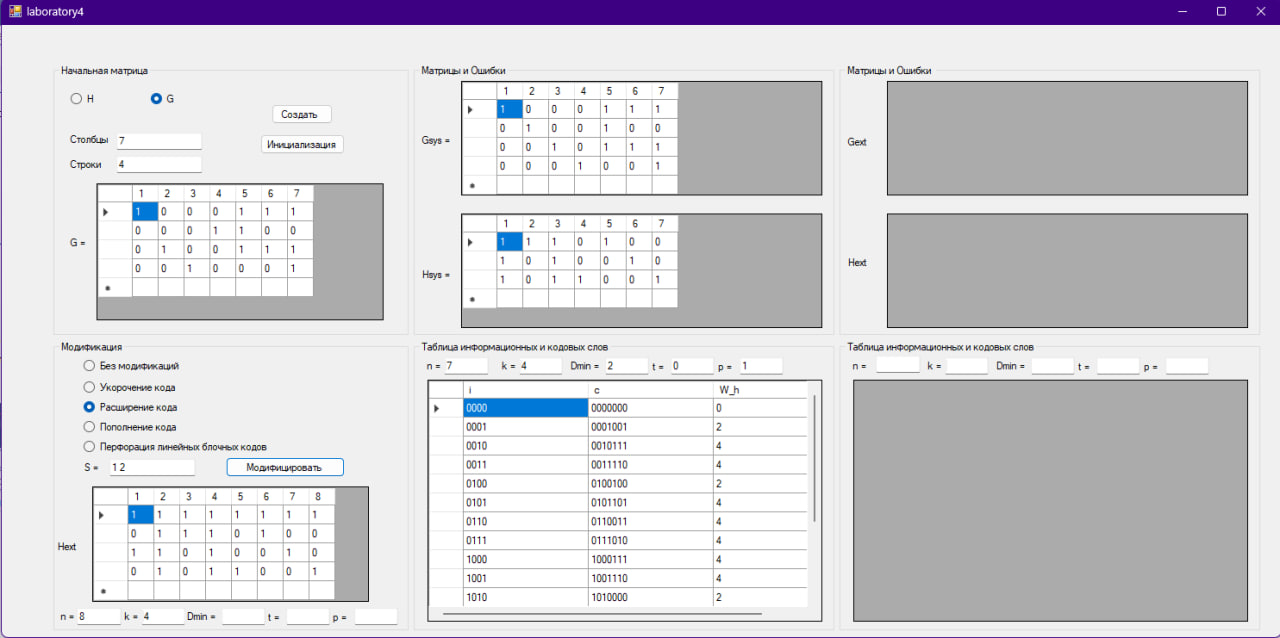 laboratory4
Начальная матрица
H G
Создать
Столбцы 7
Инициализация
Строки 4
G =
1 2 3 4 5 6 7
1 0 0 0 1 1 1
0 0 0 1 1 0 0
0 1 0 0 1 1 1
0 0 1 0 0 0 1
Матрицы и Ошибки
Gsys =
1 2 3 4 5 6 7
1 0 0 0 1 1 1
0 1 0 0 1 0 0
0 0 1 0 1 1 1
0 0 0 1 0 0 1
Hsys =
1 2 3 4 5 6 7
1 1 1 0 1 0 0
1 0 1 0 0 1 0
1 0 1 1 0 0 1
Матрицы и Ошибки
Gext
Hext
Модификация
Без модификаций
Укорочение кода
Расширение кода
Пополнение кода
Перфорация линейных блочных кодов
S = 1 2 Модифицировать
Hext
1 2 3 4 5 6 7 8
1 1 1 1 1 1 1 1
0 1 1 1 0 1 0 0
1 1 0 1 0 0 1 0
0 1 0 1 1 0 0 1
n = 8 k = 4 Dmin = t = p =
Таблица информационных и кодовых слов
n = 7 k = 4 Dmin = 2 t = 0 p = 1
i c W_h
0000 0000000 0
0001 0001001 2
0010 0010111 4
0011 0011110 4
0100 0100100 2
0101 0101101 4
0110 0110011 4
0111 0111010 4
1000 1000111 4
1001 1001110 4
1010 1010000 2
Таблица информационных и кодовых слов
n = k = Dmin = t = p =